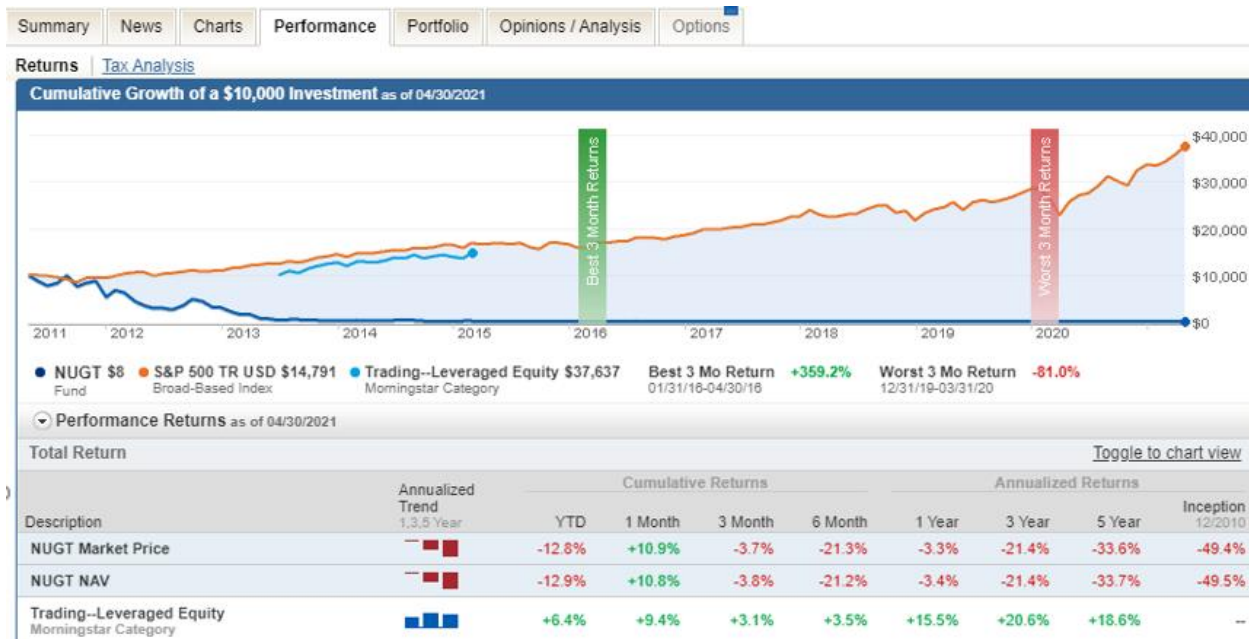 Summary News Charts Performance Portfolio Opinions / Analysis Options
Returns Tax Analysis
Cumulative Growth of a $10,000 Investment as of 04/30/2021
Best 3 Month Returns
Worst 3 Month Returns
$40,000
$30,000
$20,000
$10,000
$0
2011 2012 2013 2014 2015 2016 2017 2018 2019 2020
NUGT $8 S&P 500 TR USD $14,791 Trading--Leveraged Equity $37,637 Best 3 Mo Return +359.2% Worst 3 Mo Return -81.0%
Fund Broad-Based Index Morningstar Category 01/31/16-04/30/16 12/31/19-03/31/20
Performance Returns as of 04/30/2021
Total Return Toggle to chart view
Cumulative Returns Annualized Returns
Description Annualized Trend 1,3,5 Year YTD 1 Month 3 Month 6 Month 1 Year 3 Year 5 Year Inception 12/2010
NUGT Market Price -12.8% +10.9% -3.7% -21.3% -3.3% -21.4% -33.6% -49.4%
NUGT NAV -12.9% +10.8% -3.8% -21.2% -3.4% -21.4% -33.7% -49.5%
Trading--Leveraged Equity +6.4% +9.4% +3.1% +3.5% +15.5% +20.6% +18.6% --
Morningstar Category